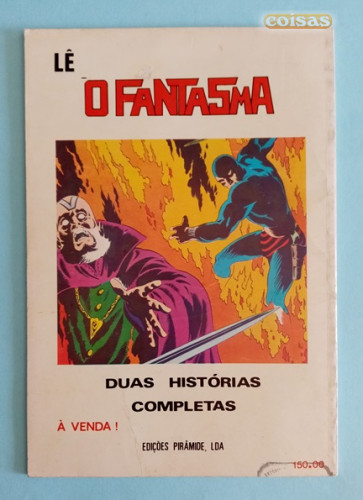 coisas
LÊ
O FANTASMA
DUAS HISTÓRIAS
COMPLETAS
À VENDA !
EDIÇÕES PIRÂMIDE, LDA
150.00